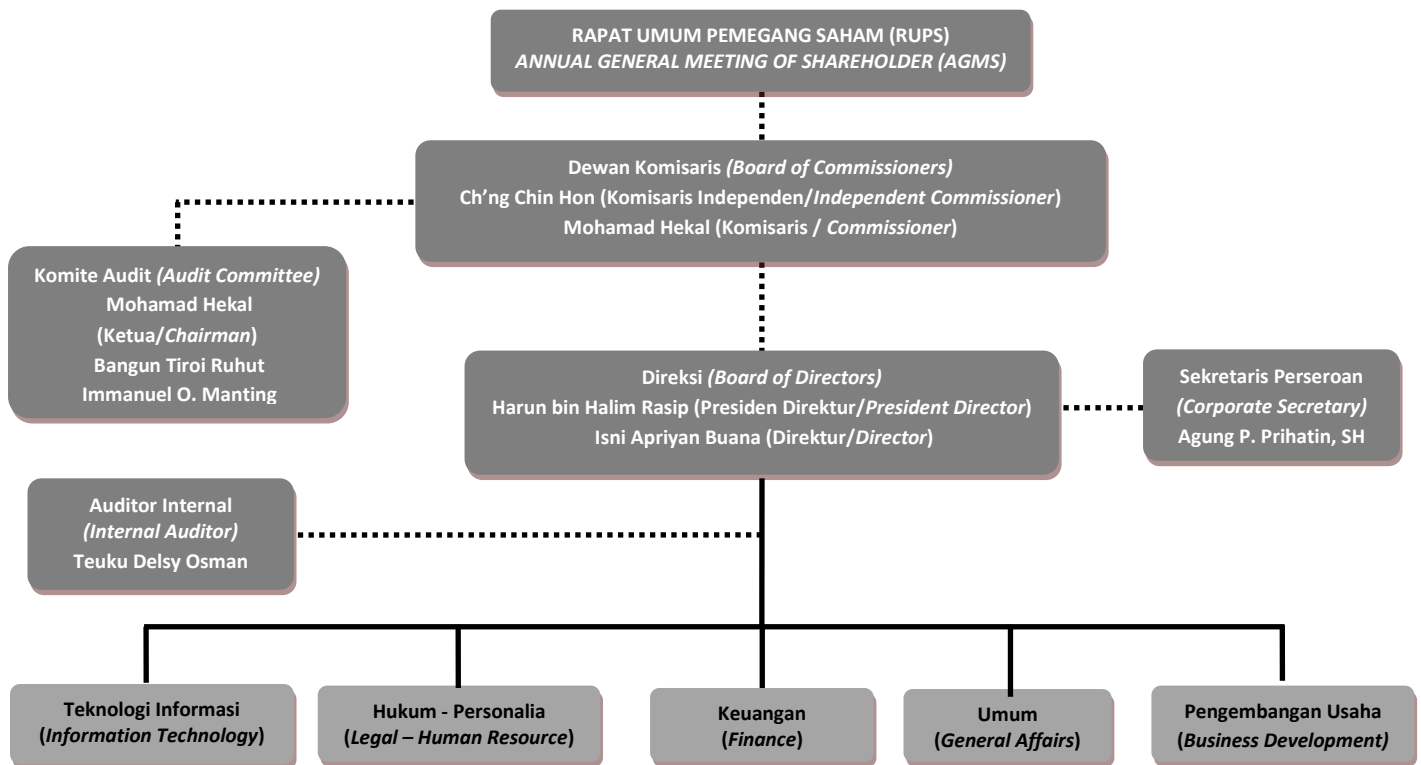 RAPAT UMUM PEMEGANG SAHAM (RUPS)
ANNUAL GENERAL MEETING OF SHAREHOLDER (AGMS)
Dewan Komisaris (Board of Commissioners)
Ch’ng Chin Hon (Komisaris Independen/Independent Commissioner)
Mohamad Hekal (Komisaris / Commissioner)
Komite Audit (Audit Committee)
Mohamad Hekal
(Ketua/Chairman)
Bangun Tiroi Ruhut
Immanuel O. Manting
Direksi (Board of Directors)
Harun bin Halim Rasip (Presiden Direktur/President Director)
Isni Apriyan Buana (Direktur/Director)
Sekretaris Perseroan
(Corporate Secretary)
Agung P. Prihatin, SH
Auditor Internal
(Internal Auditor)
Teuku Delsy Osman
Teknologi Informasi
(Information Technology)
Hukum - Personalia
(Legal – Human Resource)
Keuangan
(Finance)
Umum
(General Affairs)
Pengembangan Usaha
(Business Development)